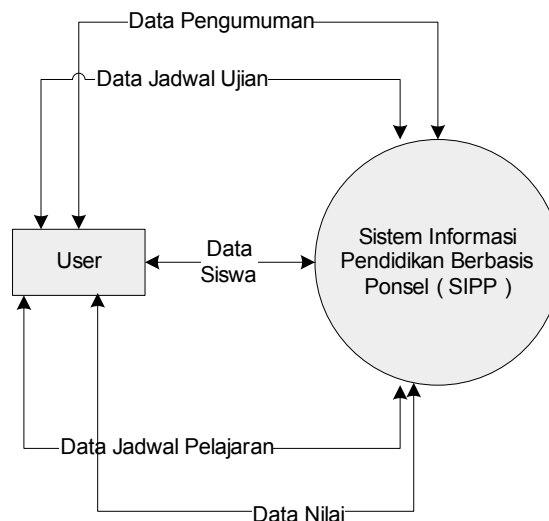 Data Pengumuman
Data Jadwal Ujian
User
Data
Siswa
Sistem Informasi
Pendidikan Berbasis
Ponsel ( SIPP )
Data Jadwal Pelajaran
Data Nilai